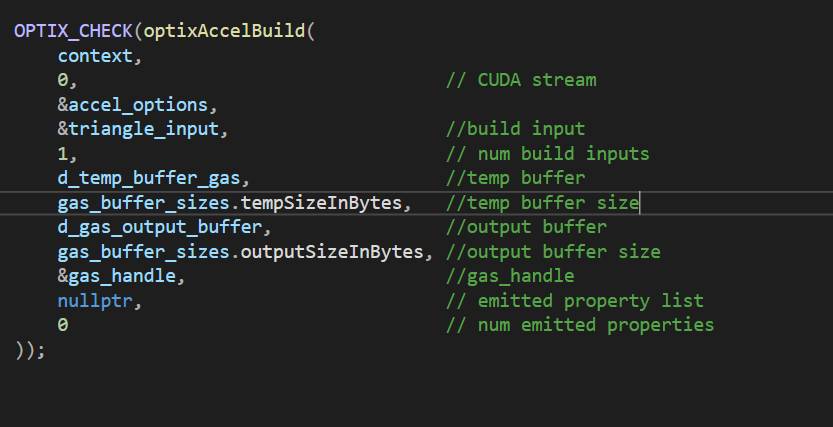 OPTIX_CHECK(optixAccelBuild(
    context,
    0,                                  // CUDA stream
    &accel_options,
    &triangle_input,                    //build input
    1,                                  // num build inputs
    d_temp_buffer_gas,                  //temp buffer
    gas_buffer_sizes.tempSizeInBytes,   //temp buffer size
    d_gas_output_buffer,                //output buffer
    gas_buffer_sizes.outputSizeInBytes, //output buffer size
    &gas_handle,                        //gas_handle
    nullptr,                            // emitted property list
    0                                   // num emitted properties
));